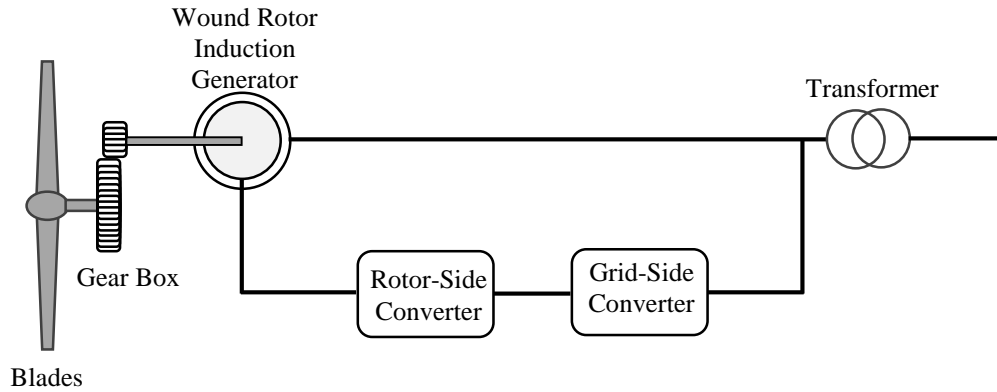 Wound Rotor
Induction
Generator
Transformer
Gear Box
Rotor-Side
Converter
Grid-Side
Converter
Blades